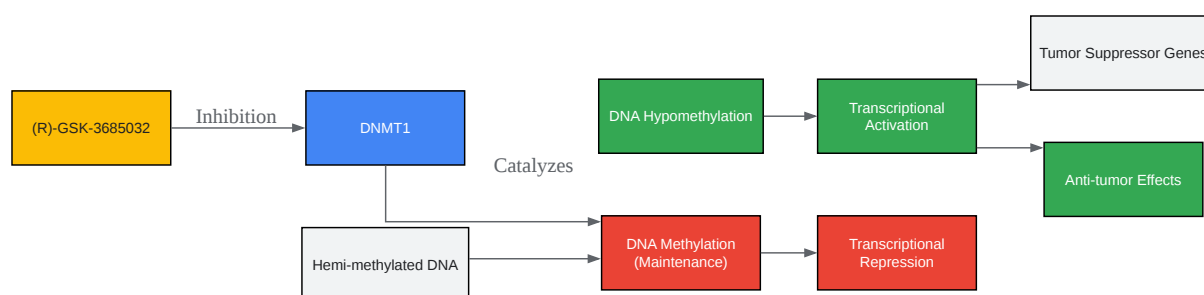 Tumor Suppressor Genes
(R)-GSK-3685032
Inhibition
DNMT1
DNA Hypomethylation
Transcriptional
Activation
Catalyzes
Anti-tumor Effects
Hemi-methylated DNA
DNA Methylation
(Maintenance)
Transcriptional
Repression